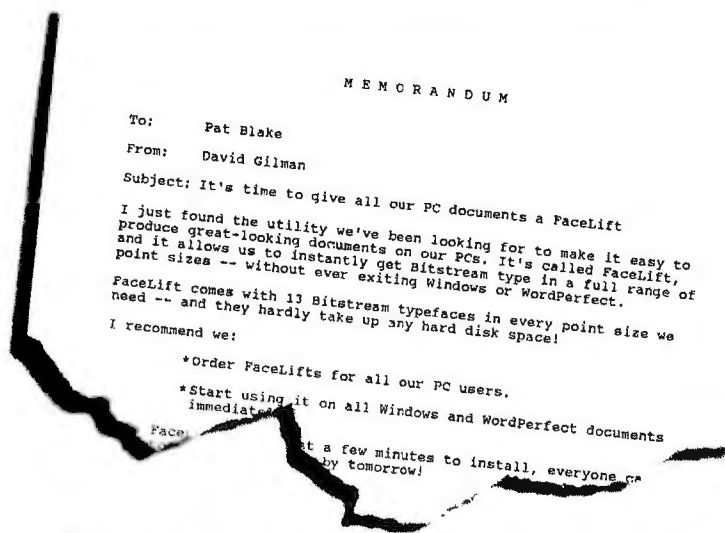 M E M O R A N D U M
To: Pat Blake
From: David Gilman
Subject: It's time to give all our PC documents a FaceLift
I just found the utility we've been looking for to make it easy to
produce great-looking documents on our PCs. It's called FaceLift,
and it allows us to instantly get Bitstream type in a full range of
point sizes -- without ever exiting Windows or WordPerfect.
FaceLift comes with 13 Bitstream typefaces in every point size we
need -- and they hardly take up any hard disk space!
I recommend we:
*Order FaceLifts for all our PC users.
*Start using it on all Windows and WordPerfect documents
a few minutes to install, everyone
by tomorrow!